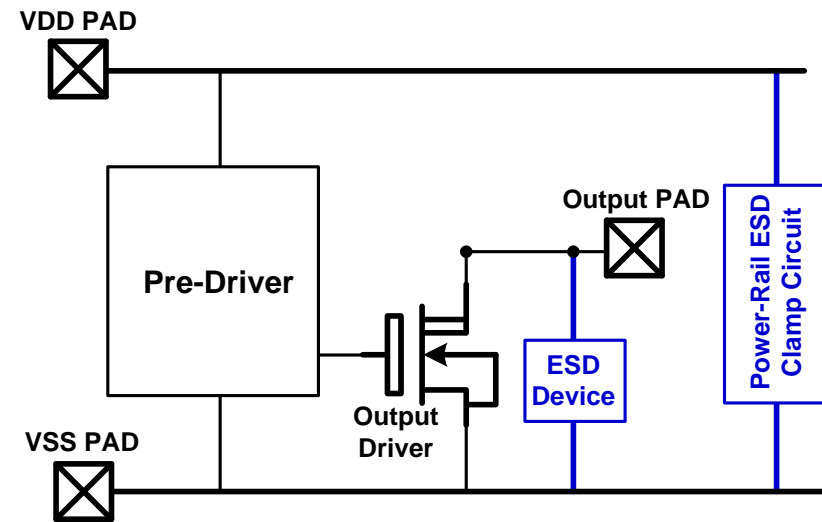 VDD PAD
Pre-Driver
Output PAD
Power-Rail ESD
Clamp Circuit
ESD
Device
Output
Driver
VSS PAD